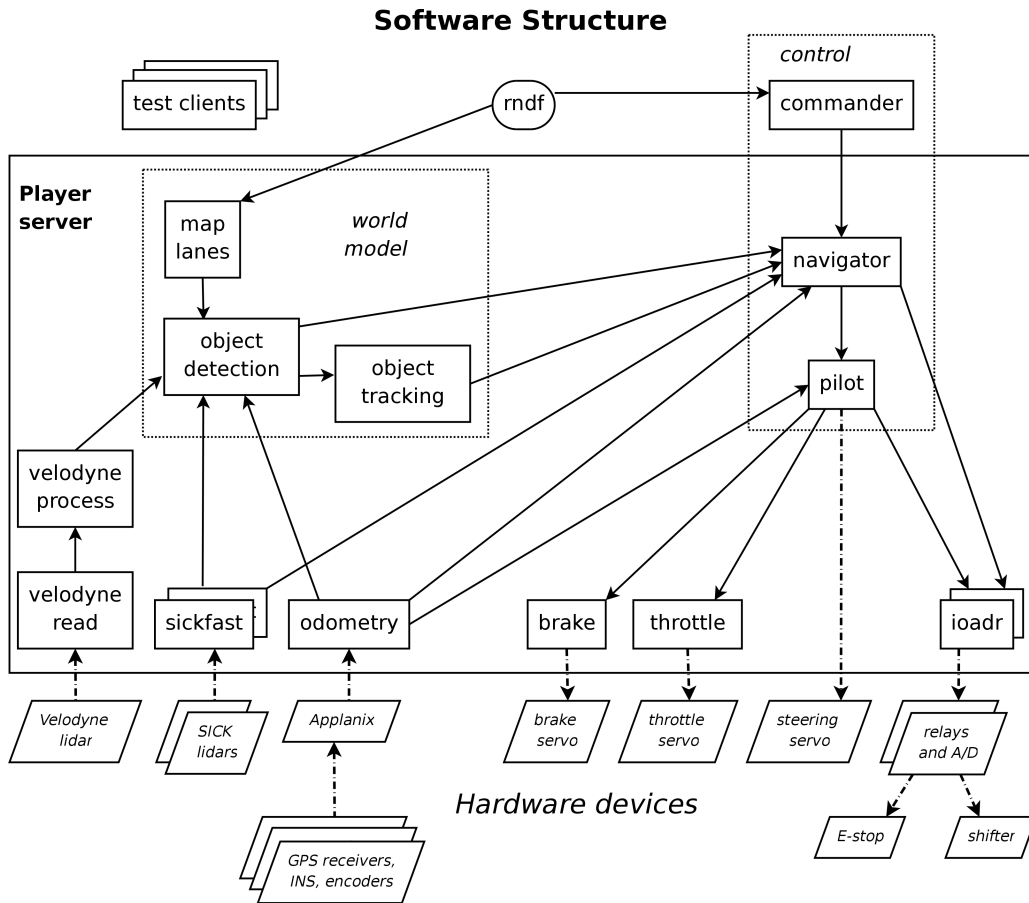 Software Structure
control
test clients
rndf
commander
Player
server
map
lanes
world
model
navigator
object
detection
object
tracking
pilot
velodyne
process
velodyne
read
sickfast
odometry
brake
throttle
ioadr
Velodyne
lidar
SICK
lidars
Applanix
brake
servo
throttle
servo
steering
servo
relays
and A/D
Hardware devices
E-stop
shifter
GPS receivers,
INS, encoders